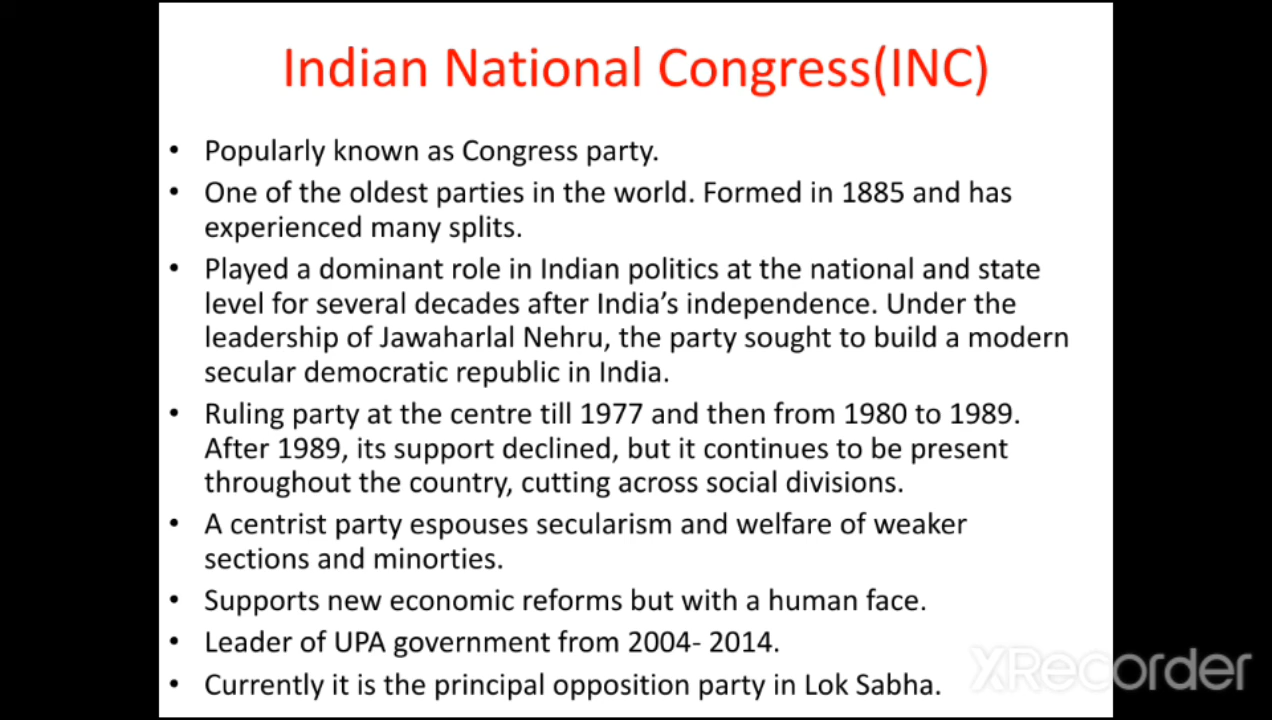 Indian National Congress(INC)
• Popularly known as Congress party.
• One of the oldest parties in the world. Formed in 1885 and has
experienced many splits.
• Played a dominant role in Indian politics at the national and state
level for several decades after India’s independence. Under the
leadership of Jawaharlal Nehru, the party sought to build a modern
secular democratic republic in India.
• Ruling party at the centre till 1977 and then from 1980 to 1989.
After 1989, its support declined, but it continues to be present
throughout the country, cutting across social divisions.
• A centrist party espouses secularism and welfare of weaker
sections and minorties.
• Supports new economic reforms but with a human face.
• Leader of UPA government from 2004- 2014.
• Currently it is the principal opposition party in Lok Sabha.
XRecorder